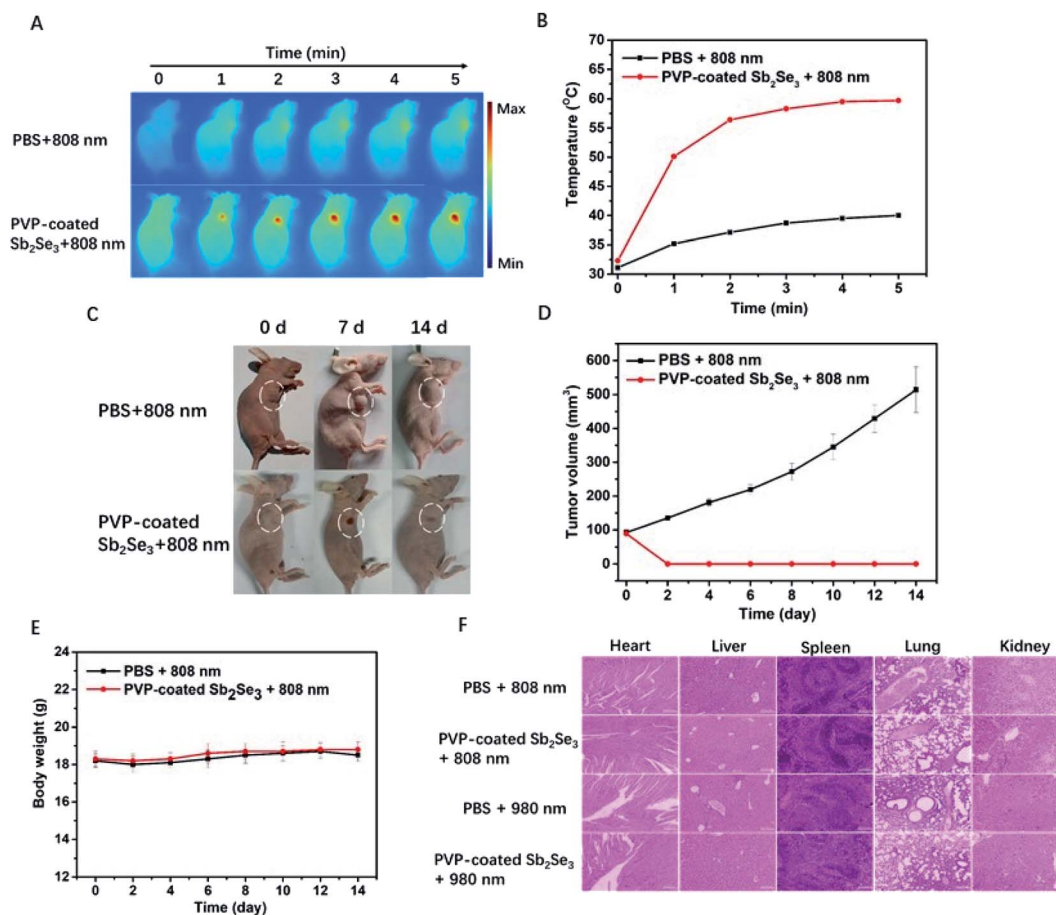 A
Time (min)
0 1 2 3 4 5
PBS+808 nm
PVP-coated
Sb₂Se₃+808 nm
Max
Min
B
PBS + 808 nm
PVP-coated Sb₂Se₃ + 808 nm
Temperature (°C)
70
65
60
55
50
45
40
35
30
0 1 2 3 4 5
Time (min)
C
0 d 7 d 14 d
PBS+808 nm
PVP-coated
Sb₂Se₃+808 nm
D
PBS + 808 nm
PVP-coated Sb₂Se₃ + 808 nm
Tumor volume (mm³)
600
500
400
300
200
100
0
0 2 4 6 8 10 12 14
Time (day)
E
PBS + 808 nm
PVP-coated Sb₂Se₃ + 808 nm
Body weight (g)
24
22
20
18
16
14
12
0 2 4 6 8 10 12 14
Time (day)
F
Heart Liver Spleen Lung Kidney
PBS + 808 nm
PVP-coated Sb₂Se₃
+ 808 nm
PBS + 980 nm
PVP-coated Sb₂Se₃
+ 980 nm